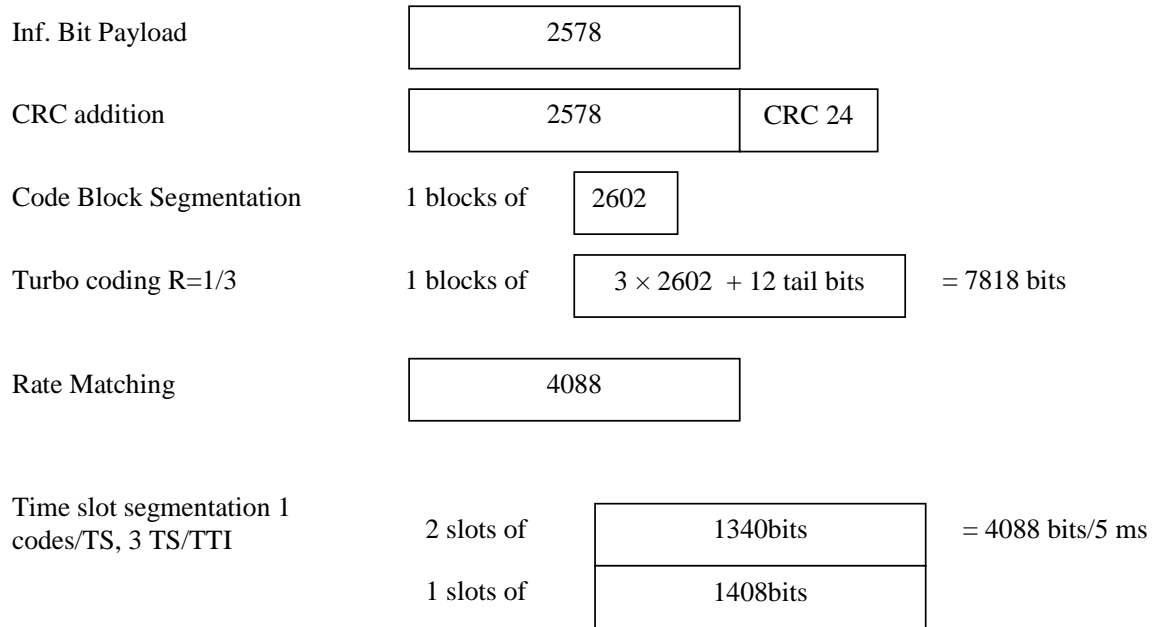 Inf. Bit Payload 2578
CRC addition 2578 CRC 24
Code Block Segmentation 1 blocks of 2602
Turbo coding R=1/3 1 blocks of 3 × 2602 + 12 tail bits = 7818 bits
Rate Matching 4088
Time slot segmentation 1
codes/TS, 3 TS/TTI 2 slots of 1340bits = 4088 bits/5 ms
1 slots of 1408bits